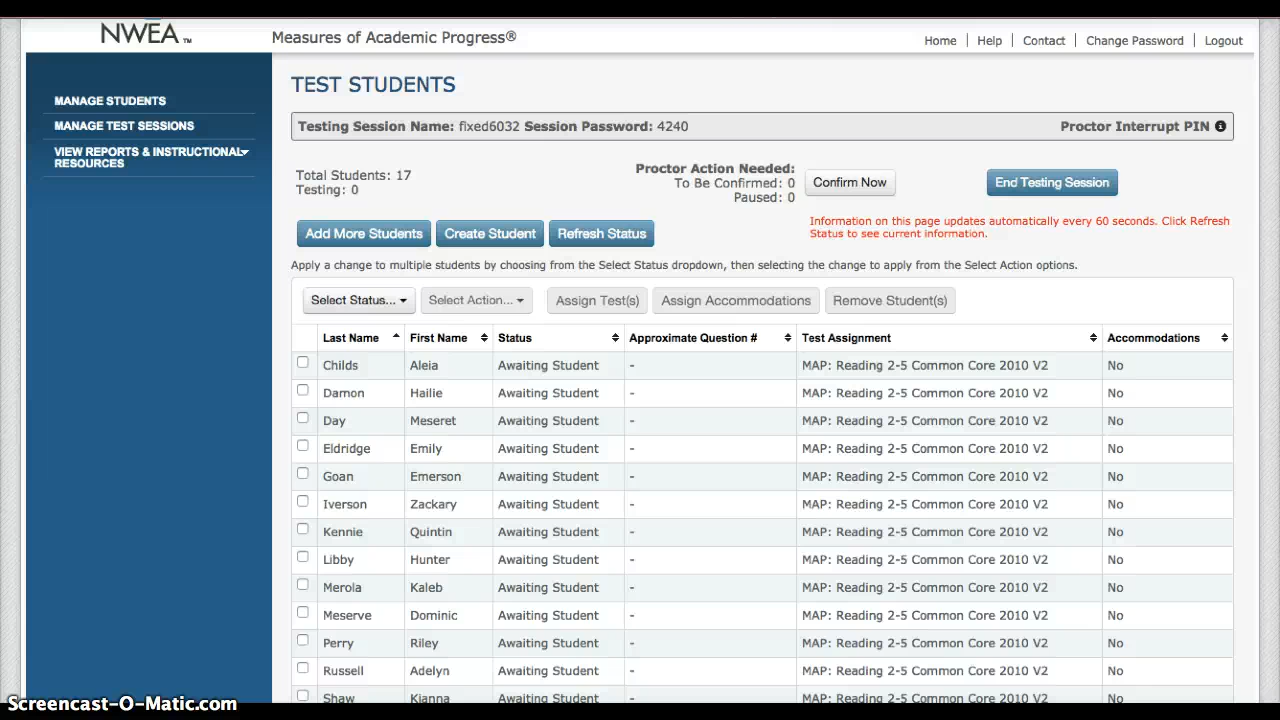 NWEA™
Measures of Academic Progress®
Home Help Contact Change Password Logout
MANAGE STUDENTS
MANAGE TEST SESSIONS
VIEW REPORTS & INSTRUCTIONAL
RESOURCES
TEST STUDENTS
Testing Session Name: fixed6032 Session Password: 4240 Proctor Interrupt PIN
Total Students: 17
Testing: 0
Proctor Action Needed:
To Be Confirmed: 0
Paused: 0
Confirm Now
End Testing Session
Information on this page updates automatically every 60 seconds. Click Refresh
Status to see current information.
Add More Students Create Student Refresh Status
Apply a change to multiple students by choosing from the Select Status dropdown, then selecting the change to apply from the Select Action options.
Select Status... Select Action... Assign Test(s) Assign Accommodations Remove Student(s)
Last Name First Name Status Approximate Question # Test Assignment Accommodations
Childs Aleia Awaiting Student - MAP: Reading 2-5 Common Core 2010 V2 No
Damon Hailie Awaiting Student - MAP: Reading 2-5 Common Core 2010 V2 No
Day Meseret Awaiting Student - MAP: Reading 2-5 Common Core 2010 V2 No
Eldridge Emily Awaiting Student - MAP: Reading 2-5 Common Core 2010 V2 No
Goan Emerson Awaiting Student - MAP: Reading 2-5 Common Core 2010 V2 No
Iverson Zackary Awaiting Student - MAP: Reading 2-5 Common Core 2010 V2 No
Kennie Quintin Awaiting Student - MAP: Reading 2-5 Common Core 2010 V2 No
Libby Hunter Awaiting Student - MAP: Reading 2-5 Common Core 2010 V2 No
Merola Kaleb Awaiting Student - MAP: Reading 2-5 Common Core 2010 V2 No
Meserve Dominic Awaiting Student - MAP: Reading 2-5 Common Core 2010 V2 No
Perry Riley Awaiting Student - MAP: Reading 2-5 Common Core 2010 V2 No
Russell Adelyn Awaiting Student - MAP: Reading 2-5 Common Core 2010 V2 No
Shaw Kianna Awaiting Student - MAP: Reading 2-5 Common Core 2010 V2 No
Screencast-O-Matic.com